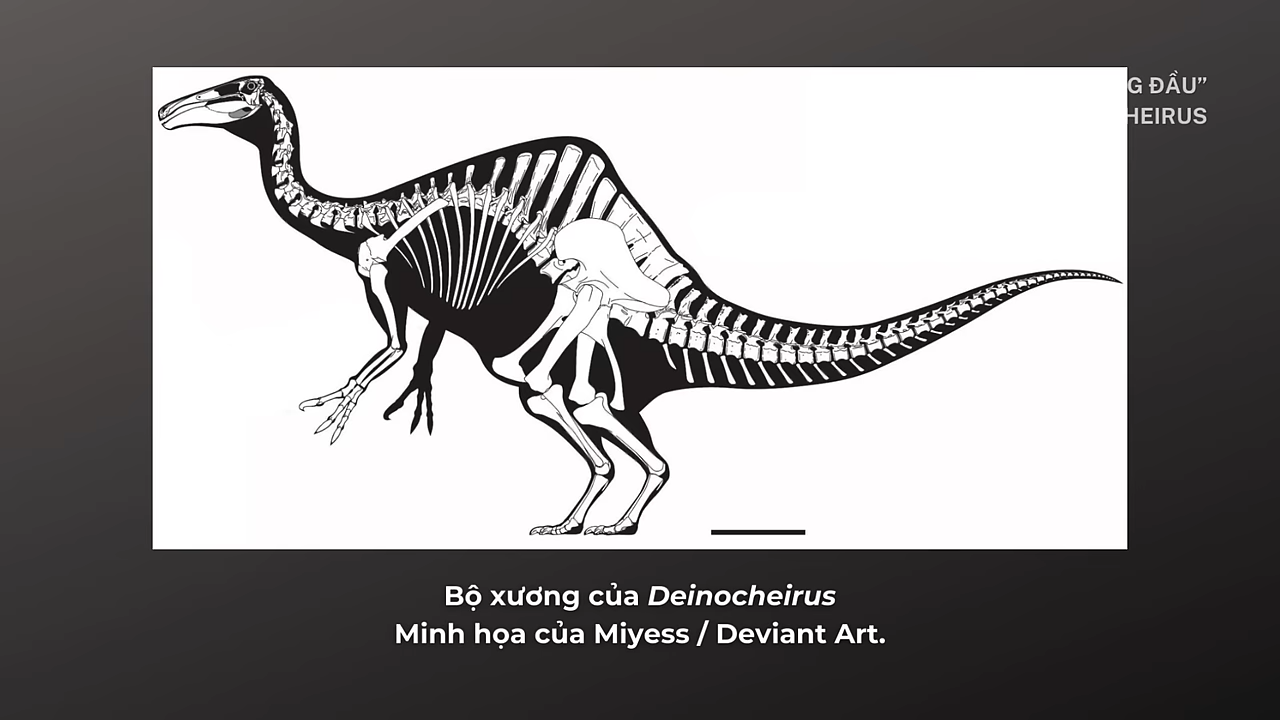 G ĐẦU”
HEIRUS
Bộ xương của Deinocheirus
Minh họa của Miyess / Deviant Art.